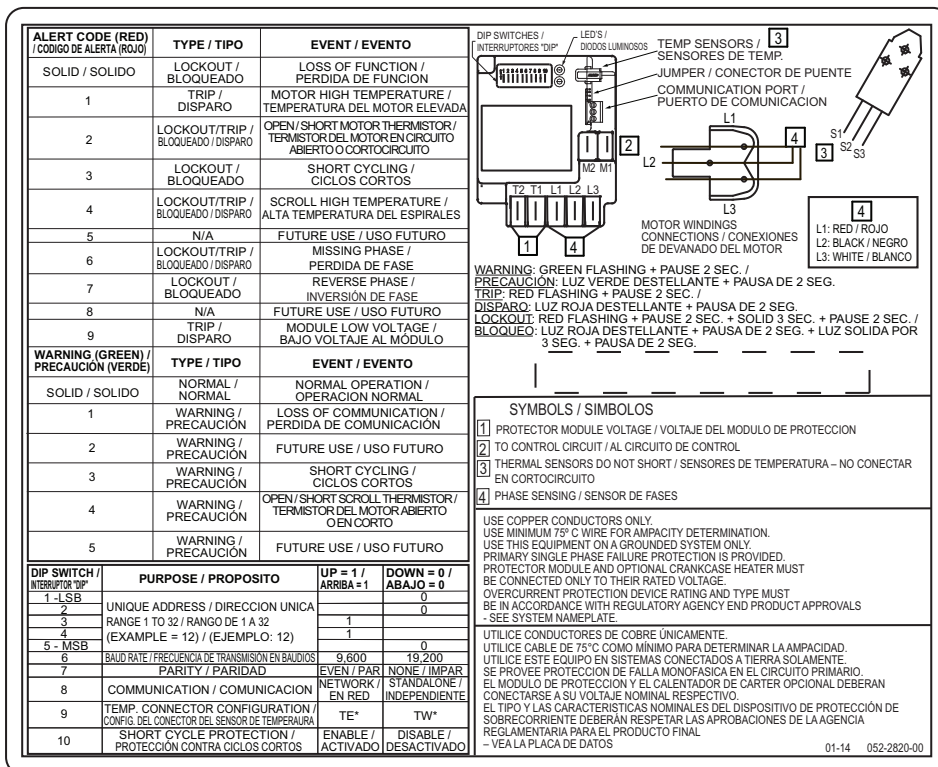 ALERT CODE (RED)
/ CODIGO DE ALERTA (ROJO)
TYPE / TIPO
EVENT / EVENTO
SOLID / SOLIDO
LOCKOUT /
BLOQUEADO
LOSS OF FUNCTION /
PERDIDA DE FUNCION
1
TRIP /
DISPARO
MOTOR HIGH TEMPERATURE /
TEMPERATURA DEL MOTOR ELEVADA
2
LOCKOUT/TRIP /
BLOQUEADO / DISPARO
OPEN / SHORT MOTOR THERMISTOR /
TERMISTOR DEL MOTOR EN CIRCUITO
ABIERTO O CORTOCIRCUITO
3
LOCKOUT /
BLOQUEADO
SHORT CYCLING /
CICLOS CORTOS
4
LOCKOUT/TRIP /
BLOQUEADO / DISPARO
SCROLL HIGH TEMPERATURE /
ALTA TEMPERATURA DEL ESPIRALES
5
N/A
FUTURE USE / USO FUTURO
6
LOCKOUT/TRIP /
BLOQUEADO / DISPARO
MISSING PHASE /
PERDIDA DE FASE
7
LOCKOUT /
BLOQUEADO
REVERSE PHASE /
INVERSIÓN DE FASE
8
N/A
FUTURE USE / USO FUTURO
9
TRIP /
DISPARO
MODULE LOW VOLTAGE /
BAJO VOLTAJE AL MÓDULO
WARNING (GREEN) /
PRECAUCIÓN (VERDE)
TYPE / TIPO
EVENT / EVENTO
SOLID / SOLIDO
NORMAL /
NORMAL
NORMAL OPERATION /
OPERACION NORMAL
1
WARNING /
PRECAUCIÓN
LOSS OF COMMUNICATION /
PERDIDA DE COMUNICACIÓN
2
WARNING /
PRECAUCIÓN
FUTURE USE / USO FUTURO
3
WARNING /
PRECAUCIÓN
SHORT CYCLING /
CICLOS CORTOS
4
WARNING /
PRECAUCIÓN
OPEN / SHORT SCROLL THERMISTOR /
TERMISTOR DEL MOTOR ABIERTO
O EN CORTO
5
WARNING /
PRECAUCIÓN
FUTURE USE / USO FUTURO
DIP SWITCH /
INTERRUPTOR "DIP"
PURPOSE / PROPOSITO
UP = 1 /
ARRIBA = 1
DOWN = 0 /
ABAJO = 0
1 -LSB
0
2
UNIQUE ADDRESS / DIRECCION UNICA
0
3
RANGE 1 TO 32 / RANGO DE 1 A 32
1
4
(EXAMPLE = 12) / (EJEMPLO: 12)
1
5 - MSB
0
6
BAUD RATE / FRECUENCIA DE TRANSMISIÓN EN BAUDIOS
9,600
19,200
7
PARITY / PARIDAD
EVEN / PAR
NONE / IMPAR
8
COMMUNICATION / COMUNICACION
NETWORK /
EN RED
STANDALONE /
INDEPENDIENTE
9
TEMP. CONNECTOR CONFIGURATION /
CONFIG. DEL CONECTOR DEL SENSOR DE TEMPERAURA
TE*
TW*
10
SHORT CYCLE PROTECTION /
PROTECCIÓN CONTRA CICLOS CORTOS
ENABLE /
ACTIVADO
DISABLE /
DESACTIVADO
DIP SWITCHES /
INTERRUPTORES "DIP"
LED'S /
DIODOS LUMINOSOS
TEMP SENSORS /
SENSORES DE TEMP.
3
JUMPER / CONECTOR DE PUENTE
COMMUNICATION PORT /
PUERTO DE COMUNICACION
M2 M1
2
T2 T1 L1 L2 L3
1
4
L1
L2
L3
4
MOTOR WINDINGS
CONNECTIONS / CONEXIONES
DE DEVANADO DEL MOTOR
S1
S2
S3
3
4
L1: RED / ROJO
L2: BLACK / NEGRO
L3: WHITE / BLANCO
WARNING: GREEN FLASHING + PAUSE 2 SEC. /
PRECAUCIÓN: LUZ VERDE DESTELLANTE + PAUSA DE 2 SEG.
TRIP: RED FLASHING + PAUSE 2 SEC. /
DISPARO: LUZ ROJA DESTELLANTE + PAUSA DE 2 SEG.
LOCKOUT: RED FLASHING + PAUSE 2 SEC. + SOLID 3 SEC. + PAUSE 2 SEC. /
BLOQUEO: LUZ ROJA DESTELLANTE + PAUSA DE 2 SEG. + LUZ SOLIDA POR
3 SEG. + PAUSA DE 2 SEG.
SYMBOLS / SIMBOLOS
1 PROTECTOR MODULE VOLTAGE / VOLTAJE DEL MODULO DE PROTECCION
2 TO CONTROL CIRCUIT / AL CIRCUITO DE CONTROL
3 THERMAL SENSORS DO NOT SHORT / SENSORES DE TEMPERATURA – NO CONECTAR
EN CORTOCIRCUITO
4 PHASE SENSING / SENSOR DE FASES
USE COPPER CONDUCTORS ONLY.
USE MINIMUM 75º C WIRE FOR AMPACITY DETERMINATION.
USE THIS EQUIPMENT ON A GROUNDED SYSTEM ONLY.
PRIMARY SINGLE PHASE FAILURE PROTECTION IS PROVIDED.
PROTECTOR MODULE AND OPTIONAL CRANKCASE HEATER MUST
BE CONNECTED ONLY TO THEIR RATED VOLTAGE.
OVERCURRENT PROTECTION DEVICE RATING AND TYPE MUST
BE IN ACCORDANCE WITH REGULATORY AGENCY END PRODUCT APPROVALS
- SEE SYSTEM NAMEPLATE.
UTILICE CONDUCTORES DE COBRE ÚNICAMENTE.
UTILICE CABLE DE 75°C COMO MÍNIMO PARA DETERMINAR LA AMPACIDAD.
UTILICE ESTE EQUIPO EN SISTEMAS CONECTADOS A TIERRA SOLAMENTE.
SE PROVEE PROTECCION DE FALLA MONOFASICA EN EL CIRCUITO PRIMARIO.
EL MODULO DE PROTECCION Y EL CALENTADOR DE CARTER OPCIONAL DEBERAN
CONECTARSE A SU VOLTAJE NOMINAL RESPECTIVO.
EL TIPO Y LAS CARACTERISTICAS NOMINALES DEL DISPOSITIVO DE PROTECCIÓN DE
SOBRECORRIENTE DEBERÁN RESPETAR LAS APROBACIONES DE LA AGENCIA
REGLAMENTARIA PARA EL PRODUCTO FINAL
– VEA LA PLACA DE DATOS
01-14 052-2820-00